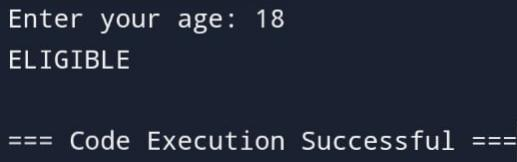 Enter your age: 18
ELIGIBLE
=== Code Execution Successful ===